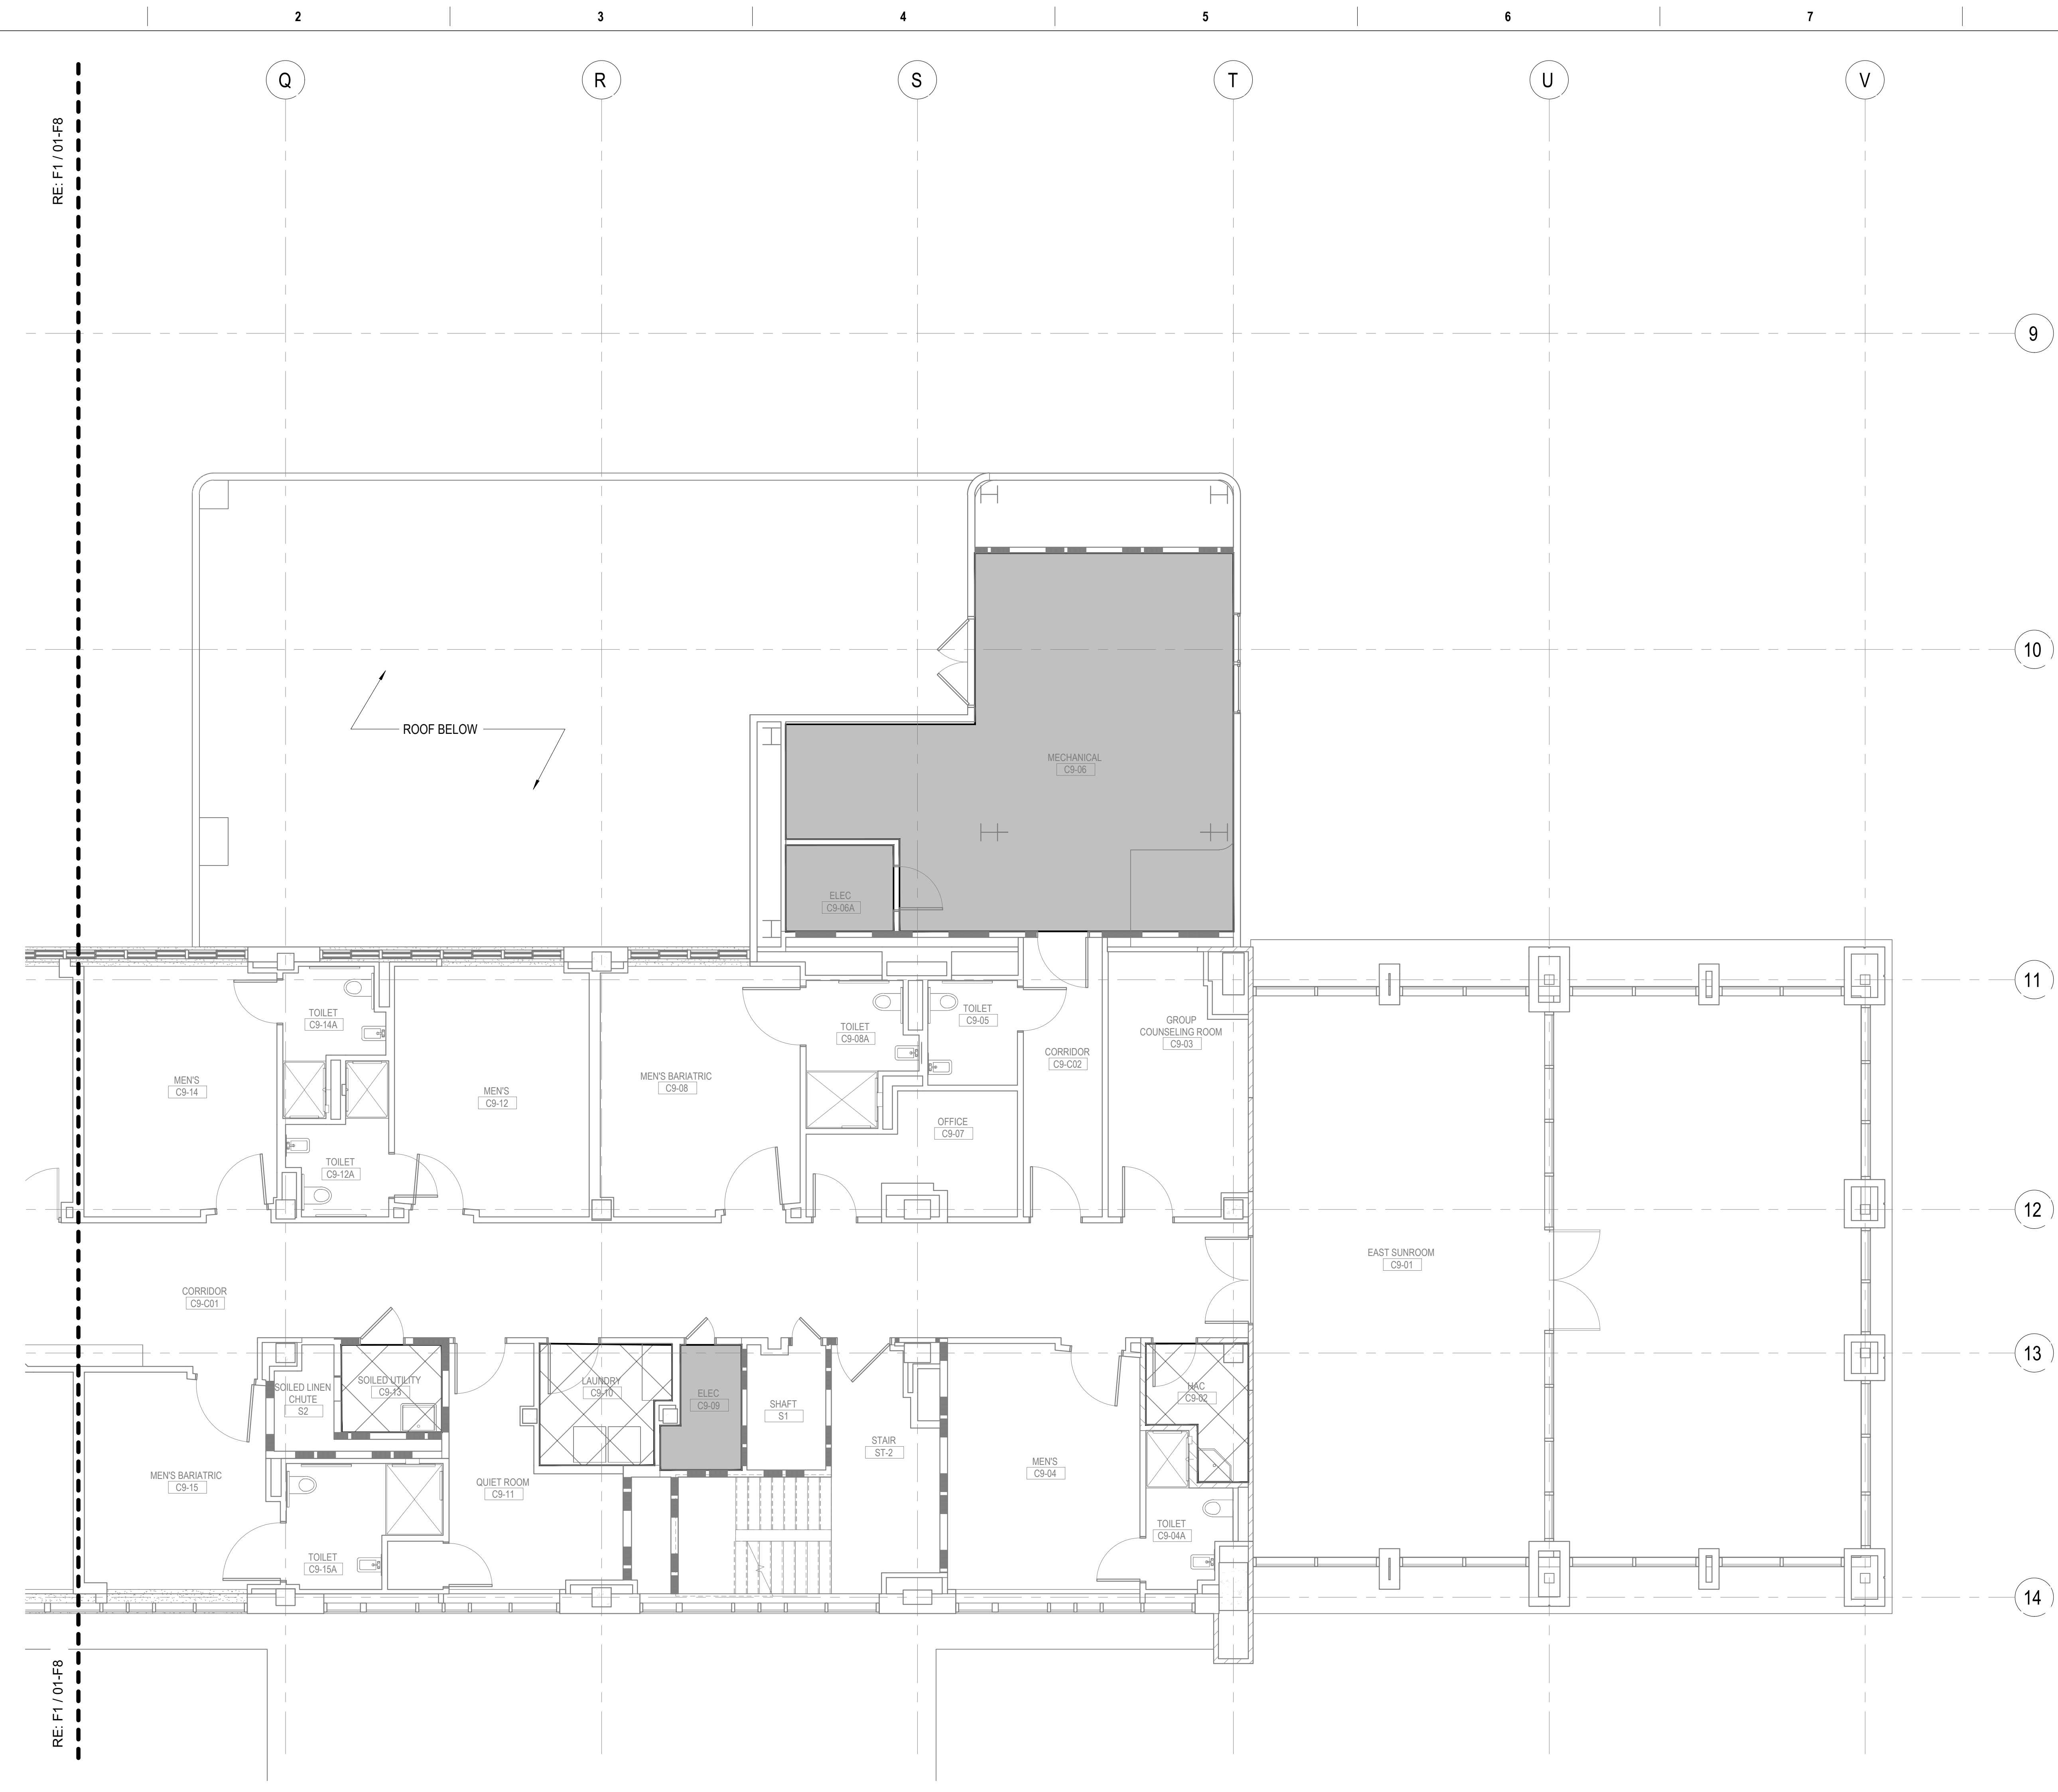 2 3 4 5 6 7
Q R S T U V
RE: F1 / 01-F8
9
10
ROOF BELOW
MECHANICAL
C9-06
ELEC
C9-06A
11
TOILET
C9-14A
TOILET
C9-08A
TOILET
C9-05
GROUP
COUNSELING ROOM
C9-03
CORRIDOR
C9-C02
MEN'S
C9-14
MEN'S
C9-12
MEN'S BARIATRIC
C9-08
OFFICE
C9-07
TOILET
C9-12A
12
EAST SUNROOM
C9-01
CORRIDOR
C9-C01
13
SOILED LINEN
CHUTE
S2
SOILED UTILITY
C9-13
LAUNDRY
C9-10
ELEC
C9-09
SHAFT
S1
HAC
C9-02
STAIR
ST-2
MEN'S
C9-04
MEN'S BARIATRIC
C9-15
QUIET ROOM
C9-11
TOILET
C9-04A
TOILET
C9-15A
14
RE: F1 / 01-F8